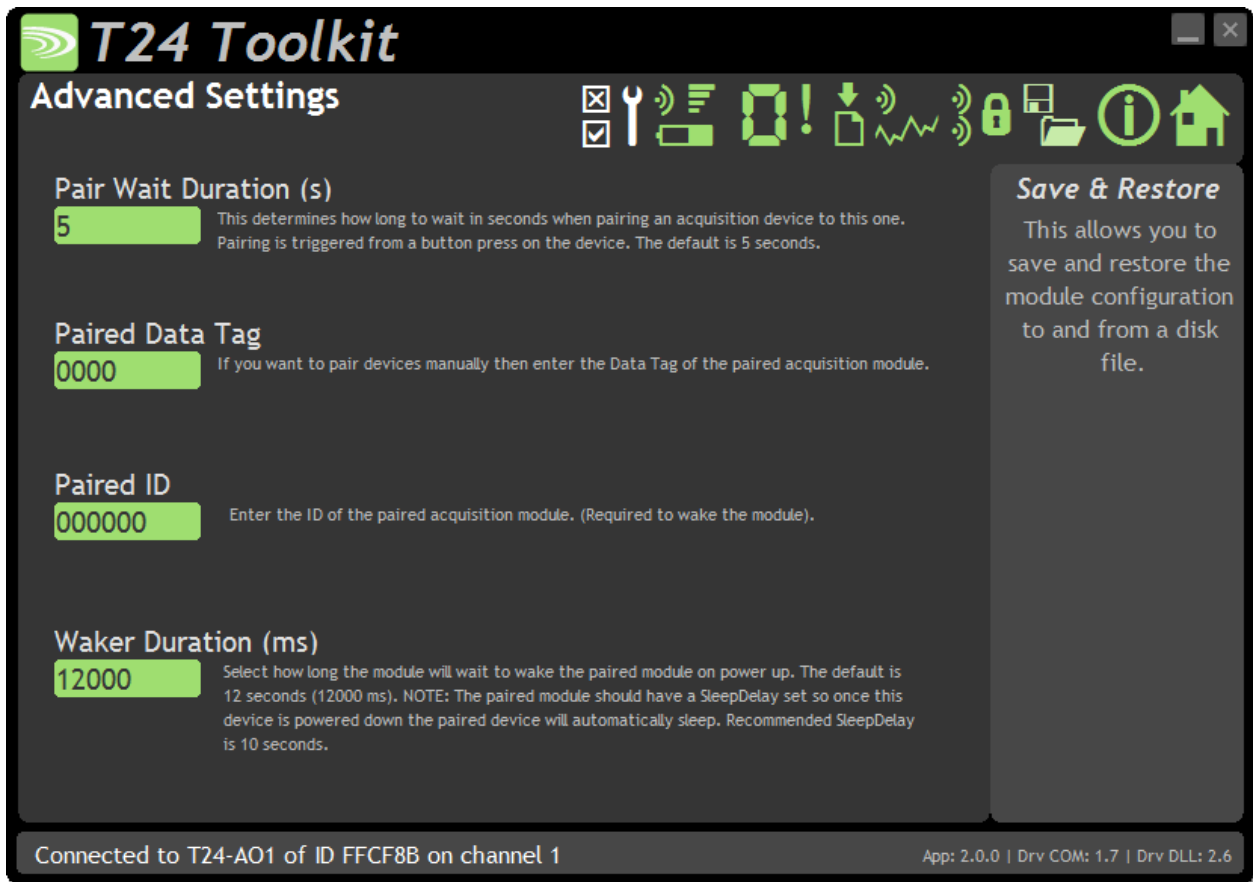 T24 Toolkit
Advanced Settings
Pair Wait Duration (s)
5
This determines how long to wait in seconds when pairing an acquisition device to this one.
Pairing is triggered from a button press on the device. The default is 5 seconds.
Paired Data Tag
0000
If you want to pair devices manually then enter the Data Tag of the paired acquisition module.
Paired ID
000000
Enter the ID of the paired acquisition module. (Required to wake the module).
Waker Duration (ms)
12000
Select how long the module will wait to wake the paired module on power up. The default is
12 seconds (12000 ms). NOTE: The paired module should have a SleepDelay set so once this
device is powered down the paired device will automatically sleep. Recommended SleepDelay
is 10 seconds.
Save & Restore
This allows you to
save and restore the
module configuration
to and from a disk
file.
Connected to T24-AO1 of ID FFCF8B on channel 1
App: 2.0.0 | Drv COM: 1.7 | Drv DLL: 2.6